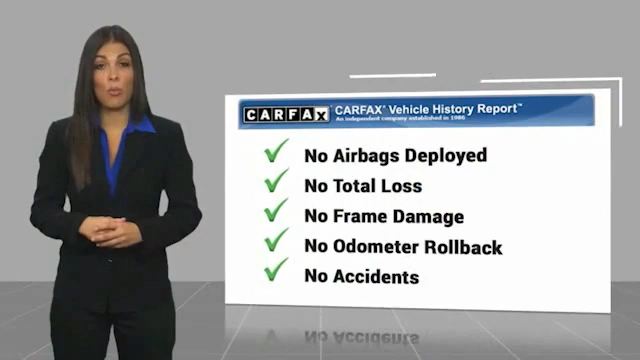 CARFAX CARFAX® Vehicle History Report™
An independent company established in 1986
No Airbags Deployed
No Total Loss
No Frame Damage
No Odometer Rollback
No Accidents